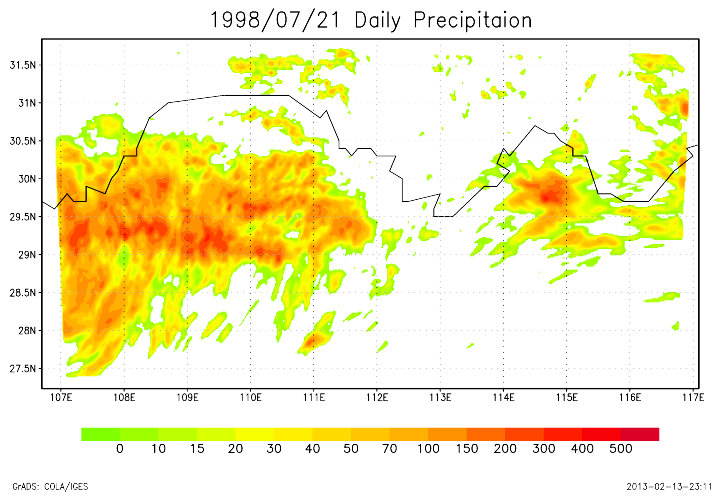 1998/07/21 Daily Precipitaion
31.5N
31N
30.5N
30N
29.5N
29N
28.5N
28N
27.5N
107E 108E 109E 110E 111E 112E 113E 114E 115E 116E 117E
0 10 15 20 30 40 50 70 100 150 200 300 400 500
GrADS: COLA/IGES 2013-02-13-23:11